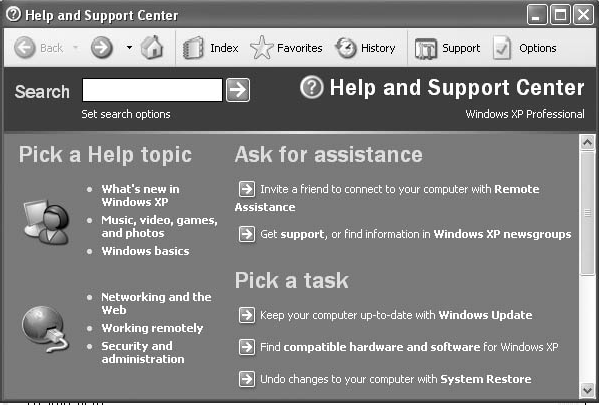 Help and Support Center
Back
Index
Favorites
History
Support
Options
Search
Set search options
Help and Support Center
Windows XP Professional
Pick a Help topic
What's new in
Windows XP
Music, video, games,
and photos
Windows basics
Networking and the
Web
Working remotely
Security and
administration
Ask for assistance
Invite a friend to connect to your computer with Remote
Assistance
Get support, or find information in Windows XP newsgroups
Pick a task
Keep your computer up-to-date with Windows Update
Find compatible hardware and software for Windows XP
Undo changes to your computer with System Restore